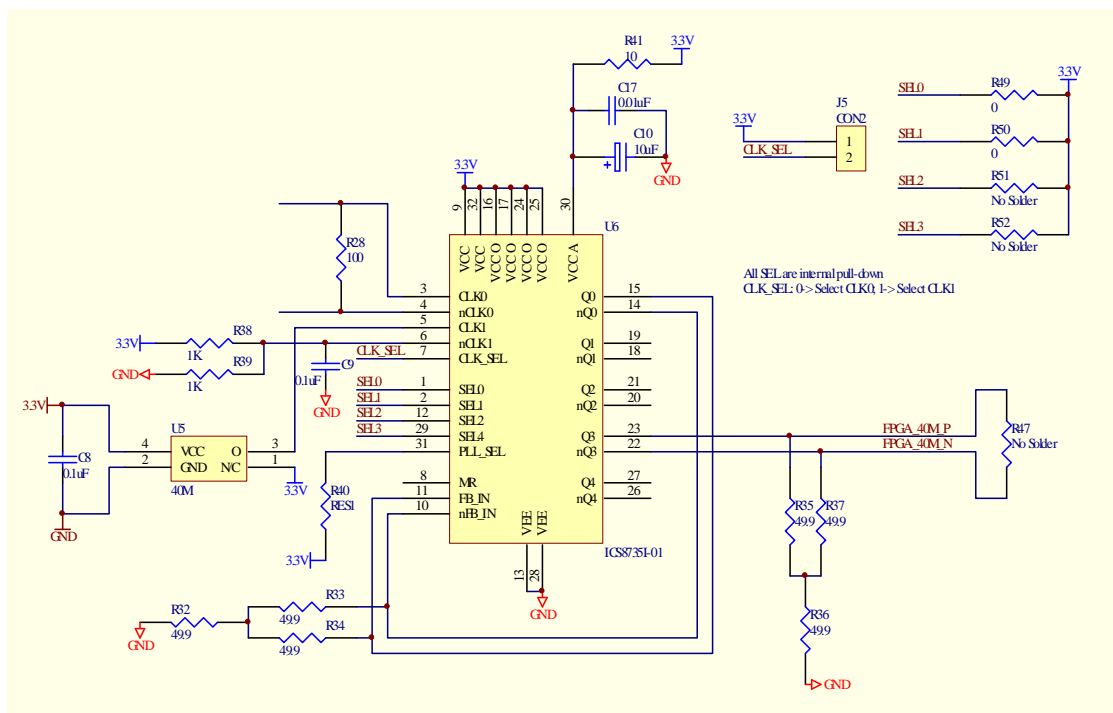 R41
10
3.3V
C17
0.01uF
C10
10uF
+
GND
3.3V
J5
CON2
1
2
CLK_SEL
3.3V
SEL0
R49
0
SEL1
R50
0
SEL2
R51
No Solder
SEL3
R52
No Solder
All SEL are internal pull-down
CLK_SEL: 0-> Select CLK0; 1-> Select CLK1
3.3V
9
32
16
17
24
25
30
U6
VCC
VCC
VCCO
VCCO
VCCO
VCCO
VCCA
R28
100
3
CLK0
4
nCLK0
5
CLK1
6
nCLK1
7
CLK_SEL
CLK_SEL
1
SEL0
SEL0
2
SEL1
SEL1
12
SEL2
SEL2
29
SEL4
SEL3
31
PLL_SEL
8
MR
11
FB_IN
10
nFB_IN
Q0
15
nQ0
14
Q1
19
nQ1
18
Q2
21
nQ2
20
Q3
23
nQ3
22
Q4
27
nQ4
26
VEE
VEE
13
28
GND
ICS8735I-01
3.3V
R38
1K
GND
R39
1K
C9
0.1uF
GND
3.3V
C8
0.1uF
GND
U5
4
VCC
O
3
2
GND
NC
1
40M
3.3V
R40
RES1
3.3V
R33
49.9
R32
49.9
R34
49.9
GND
FPGA_40M_P
FPGA_40M_N
R47
No Solder
R35
49.9
R37
49.9
R36
49.9
GND